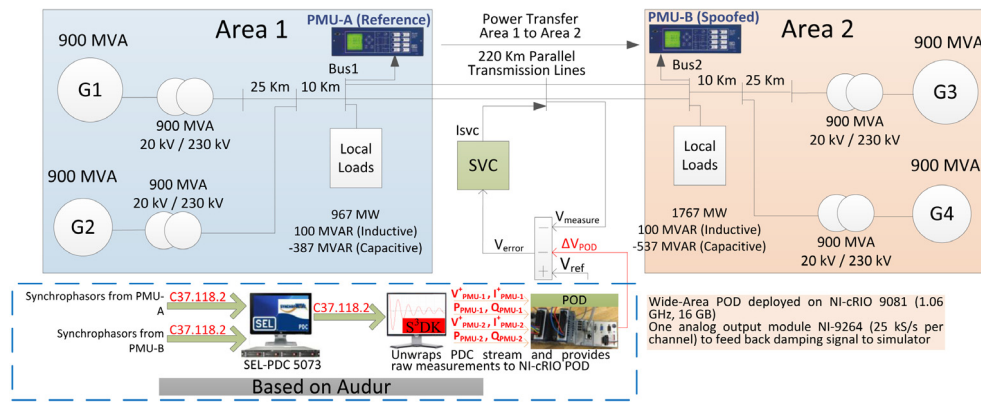 Area 1
PMU-A (Reference)
Power Transfer
Area 1 to Area 2
PMU-B (Spoofed)
Area 2
900 MVA
G1
25 Km
10 Km
Bus1
220 Km Parallel
Transmission Lines
Bus2
10 Km
25 Km
900 MVA
G3
900 MVA
20 kV / 230 kV
Local
Loads
Isvc
SVC
Local
Loads
900 MVA
20 kV / 230 kV
900 MVA
G2
900 MVA
20 kV / 230 kV
967 MW
100 MVAR (Inductive)
-387 MVAR (Capacitive)
Vmeasure
Verror
ΔVPOD
Vref
1767 MW
100 MVAR (Inductive)
-537 MVAR (Capacitive)
900 MVA
G4
900 MVA
20 kV / 230 kV
Synchrophasors from PMU-
A
C37.118.2
Synchrophasors from
PMU-B
C37.118.2
SEL
PDC
SEL-PDC 5073
C37.118.2
S3DK
V+PMU-1, I+PMU-1
PPMU-1, QPMU-1
V+PMU-2, I+PMU-2
PPMU-2, QPMU-2
POD
Unwraps PDC stream and provides
raw measurements to NI-cRIO POD
Based on Audur
Wide-Area POD deployed on NI-cRIO 9081 (1.06
GHz, 16 GB)
One analog output module NI-9264 (25 kS/s per
channel) to feed back damping signal to simulator